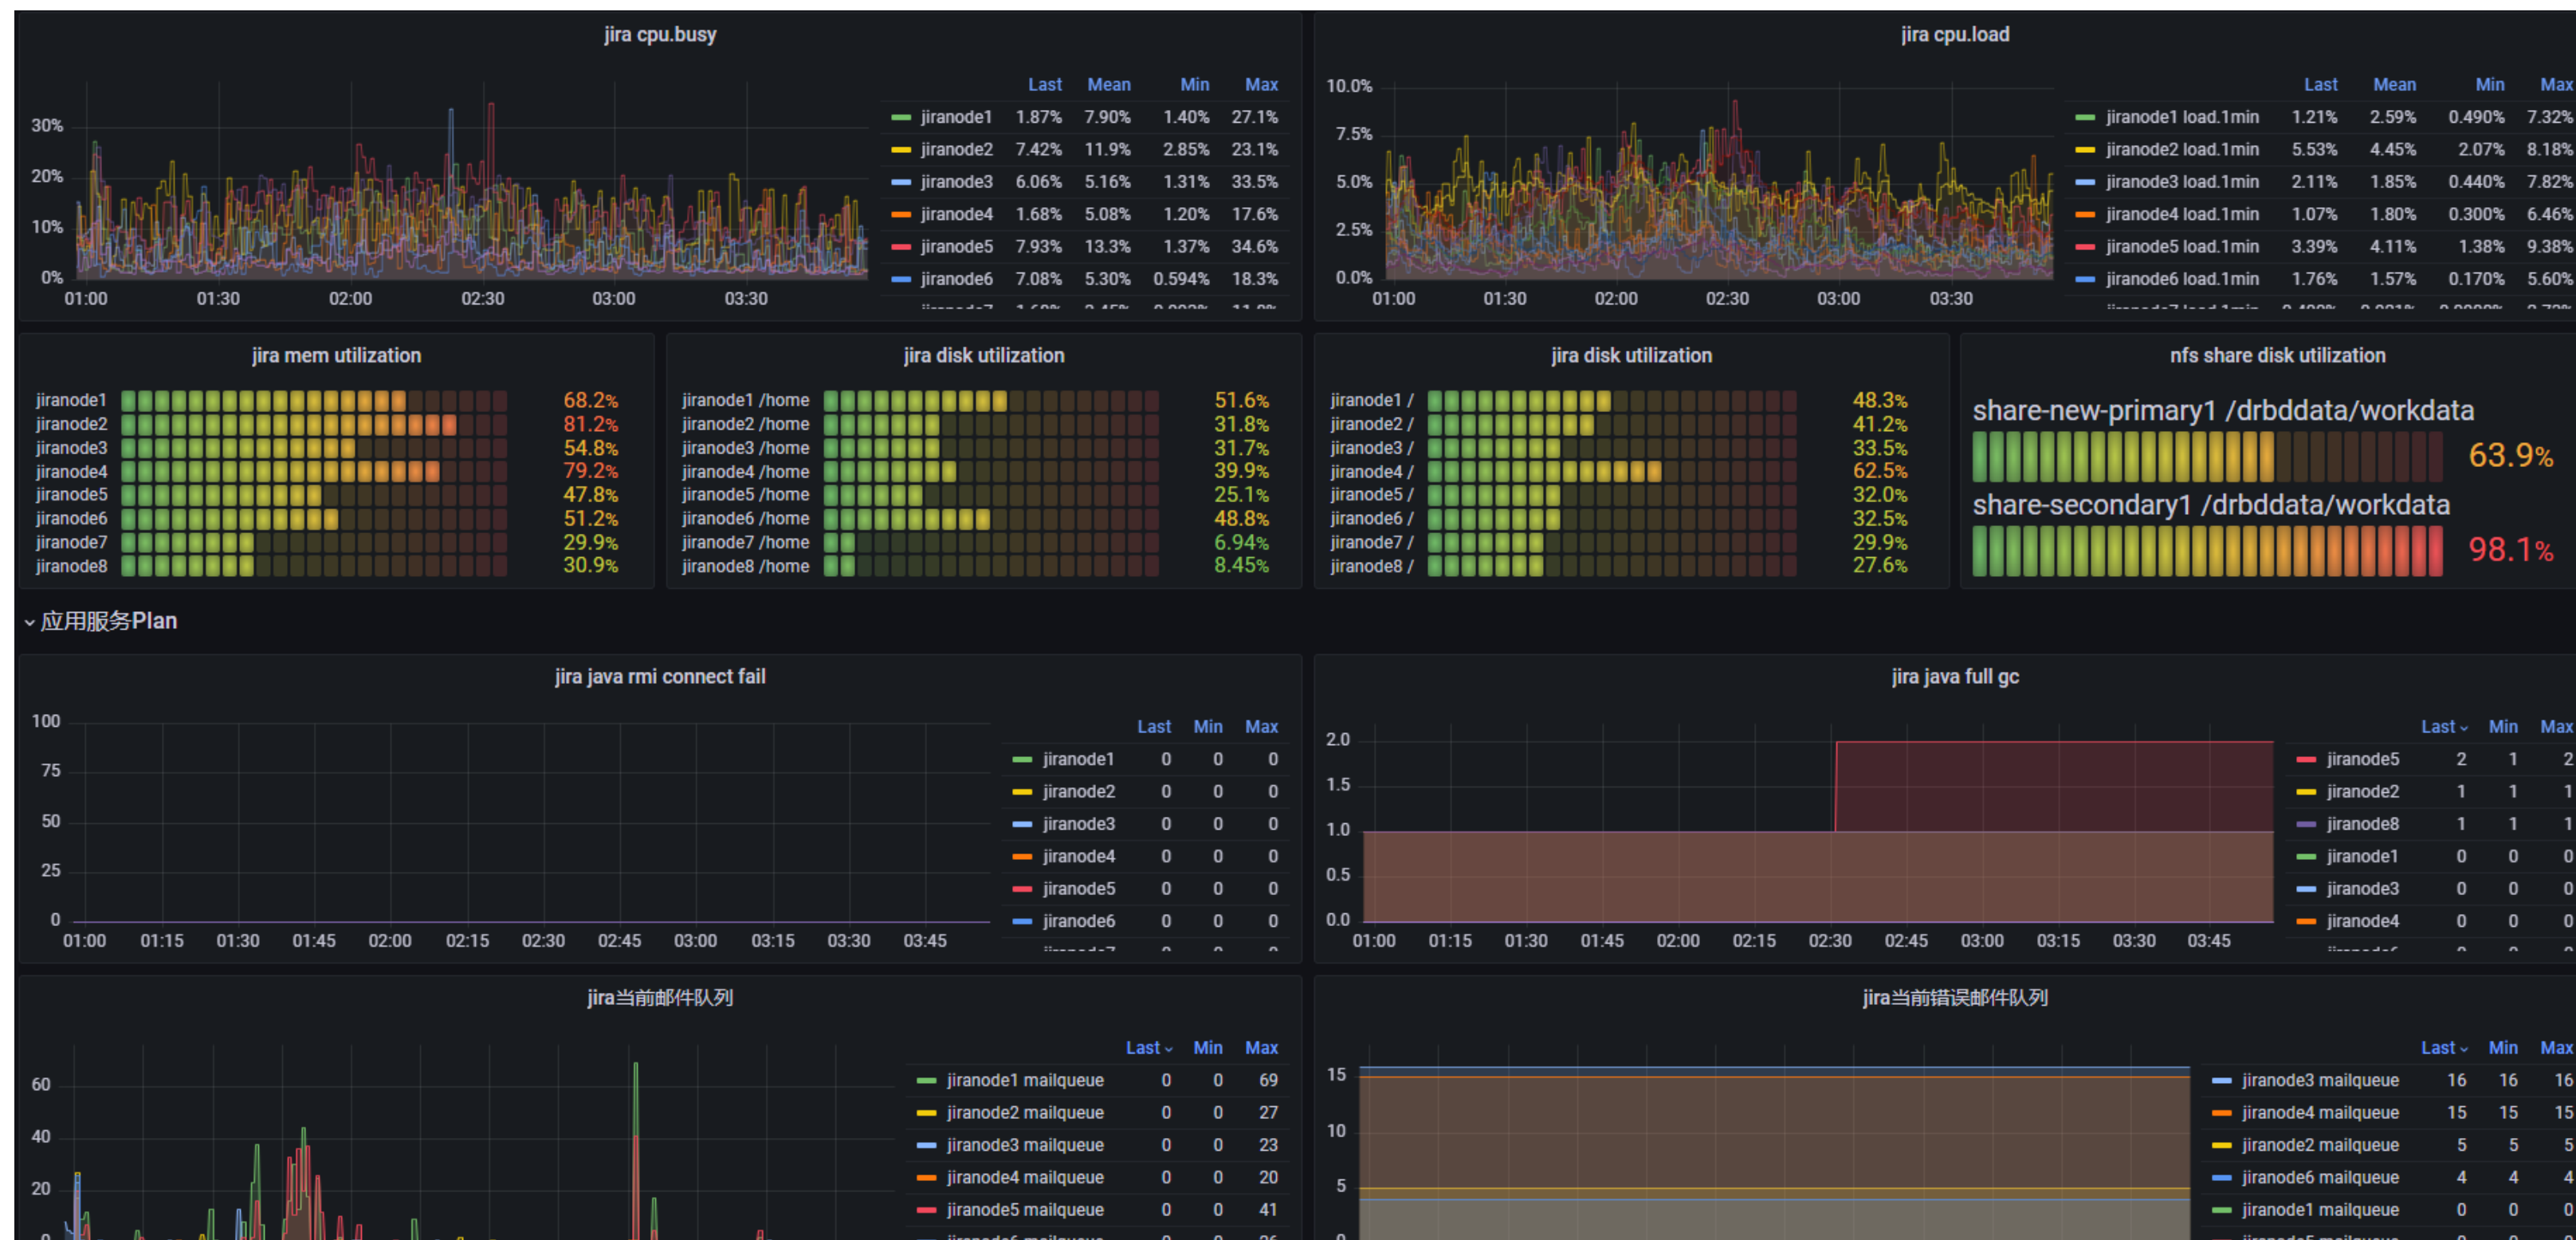 jira cpu.busy
30%
20%
10%
0%
01:00 01:30 02:00 02:30 03:00 03:30
Last Mean Min Max
jiranode1 1.87% 7.90% 1.40% 27.1%
jiranode2 7.42% 11.9% 2.85% 23.1%
jiranode3 6.06% 5.16% 1.31% 33.5%
jiranode4 1.68% 5.08% 1.20% 17.6%
jiranode5 7.93% 13.3% 1.37% 34.6%
jiranode6 7.08% 5.30% 0.594% 18.3%
jira cpu.load
10.0%
7.5%
5.0%
2.5%
0.0%
01:00 01:30 02:00 02:30 03:00 03:30
Last Mean Min Max
jiranode1 load.1min 1.21% 2.59% 0.490% 7.32%
jiranode2 load.1min 5.53% 4.45% 2.07% 8.18%
jiranode3 load.1min 2.11% 1.85% 0.440% 7.82%
jiranode4 load.1min 1.07% 1.80% 0.300% 6.46%
jiranode5 load.1min 3.39% 4.11% 1.38% 9.38%
jiranode6 load.1min 1.76% 1.57% 0.170% 5.60%
jira mem utilization
jiranode1 68.2%
jiranode2 81.2%
jiranode3 54.8%
jiranode4 79.2%
jiranode5 47.8%
jiranode6 51.2%
jiranode7 29.9%
jiranode8 30.9%
jira disk utilization
jiranode1 /home 51.6%
jiranode2 /home 31.8%
jiranode3 /home 31.7%
jiranode4 /home 39.9%
jiranode5 /home 25.1%
jiranode6 /home 48.8%
jiranode7 /home 6.94%
jiranode8 /home 8.45%
jira disk utilization
jiranode1 / 48.3%
jiranode2 / 41.2%
jiranode3 / 33.5%
jiranode4 / 62.5%
jiranode5 / 32.0%
jiranode6 / 32.5%
jiranode7 / 29.9%
jiranode8 / 27.6%
nfs share disk utilization
share-new-primary1 /drbddata/workdata
63.9%
share-secondary1 /drbddata/workdata
98.1%
应用服务Plan
jira java rmi connect fail
100
75
50
25
0
01:00 01:15 01:30 01:45 02:00 02:15 02:30 02:45 03:00 03:15 03:30 03:45
Last Min Max
jiranode1 0 0 0
jiranode2 0 0 0
jiranode3 0 0 0
jiranode4 0 0 0
jiranode5 0 0 0
jiranode6 0 0 0
jira java full gc
2.0
1.5
1.0
0.5
0.0
01:00 01:15 01:30 01:45 02:00 02:15 02:30 02:45 03:00 03:15 03:30 03:45
Last Min Max
jiranode5 2 1 2
jiranode2 1 1 1
jiranode8 1 1 1
jiranode1 0 0 0
jiranode3 0 0 0
jiranode4 0 0 0
jira当前邮件队列
60
40
20
Last Min Max
jiranode1 mailqueue 0 0 69
jiranode2 mailqueue 0 0 27
jiranode3 mailqueue 0 0 23
jiranode4 mailqueue 0 0 20
jiranode5 mailqueue 0 0 41
jira当前错误邮件队列
15
10
5
Last Min Max
jiranode3 mailqueue 16 16 16
jiranode4 mailqueue 15 15 15
jiranode2 mailqueue 5 5 5
jiranode6 mailqueue 4 4 4
jiranode1 mailqueue 0 0 0